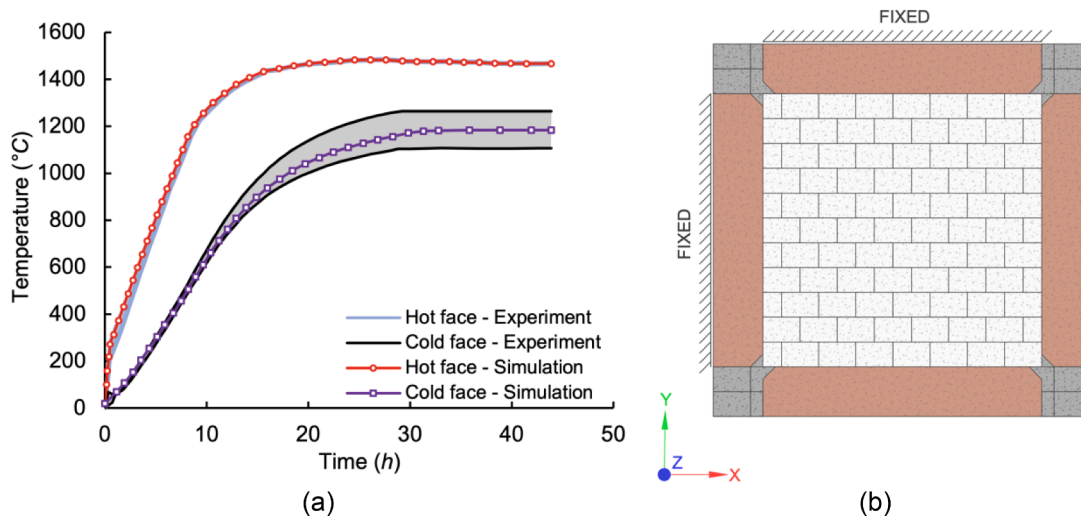 1600
1400
1200
1000
800
600
400
200
0
Temperature (°C)
0 10 20 30 40 50
Time (h)
Hot face - Experiment
Cold face - Experiment
Hot face - Simulation
Cold face - Simulation
(a)
FIXED
FIXED
Y
Z
X
(b)